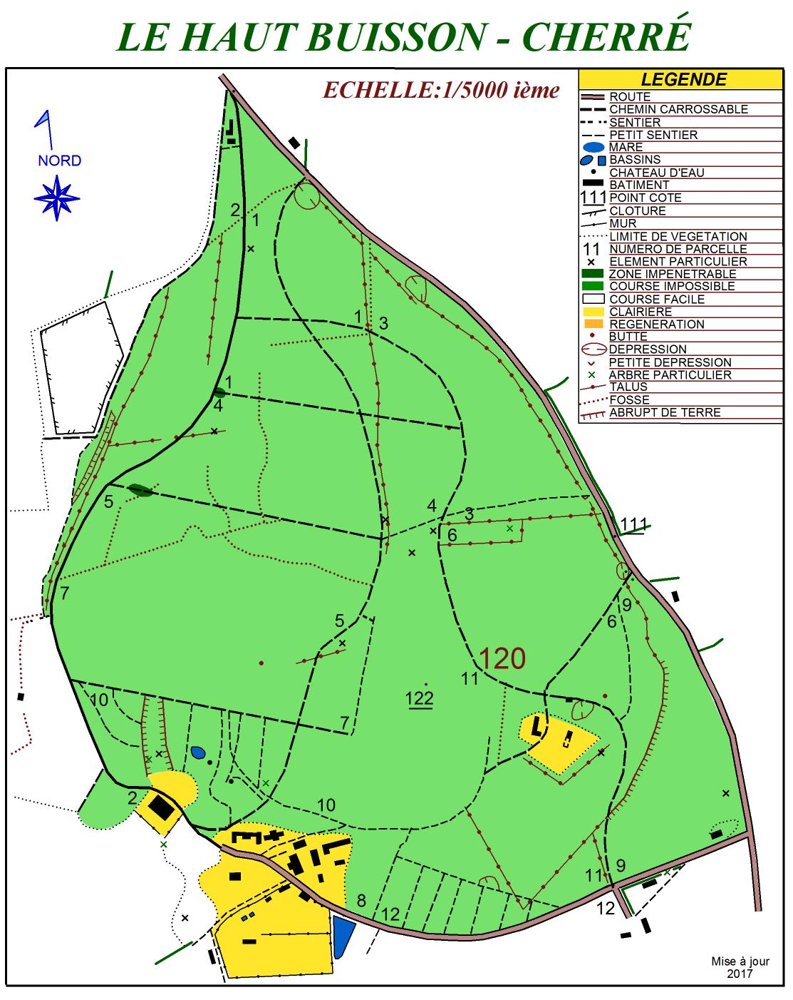 LE HAUT BUISSON - CHERRÉ
ECHELLE:1/5000 ième
NORD
LEGENDE
ROUTE
CHEMIN CARROSSABLE
SENTIER
PETIT SENTIER
MARE
BASSINS
CHATEAU D'EAU
BATIMENT
111 POINT COTE
CLOTURE
MUR
LIMITE DE VEGETATION
11 NUMERO DE PARCELLE
ELEMENT PARTICULIER
ZONE IMPENETRABLE
COURSE IMPOSSIBLE
COURSE FACILE
CLAIRIERE
REGENERATION
BUTTE
DEPRESSION
PETITE DEPRESSION
ARBRE PARTICULIER
TALUS
FOSSE
ABRUPT DE TERRE
2 1
1 3
1
4
5
4 3
6
111
7
9
6
5
120
11
10
122
7
2
10
11 9
8 12
12
Mise à jour
2017